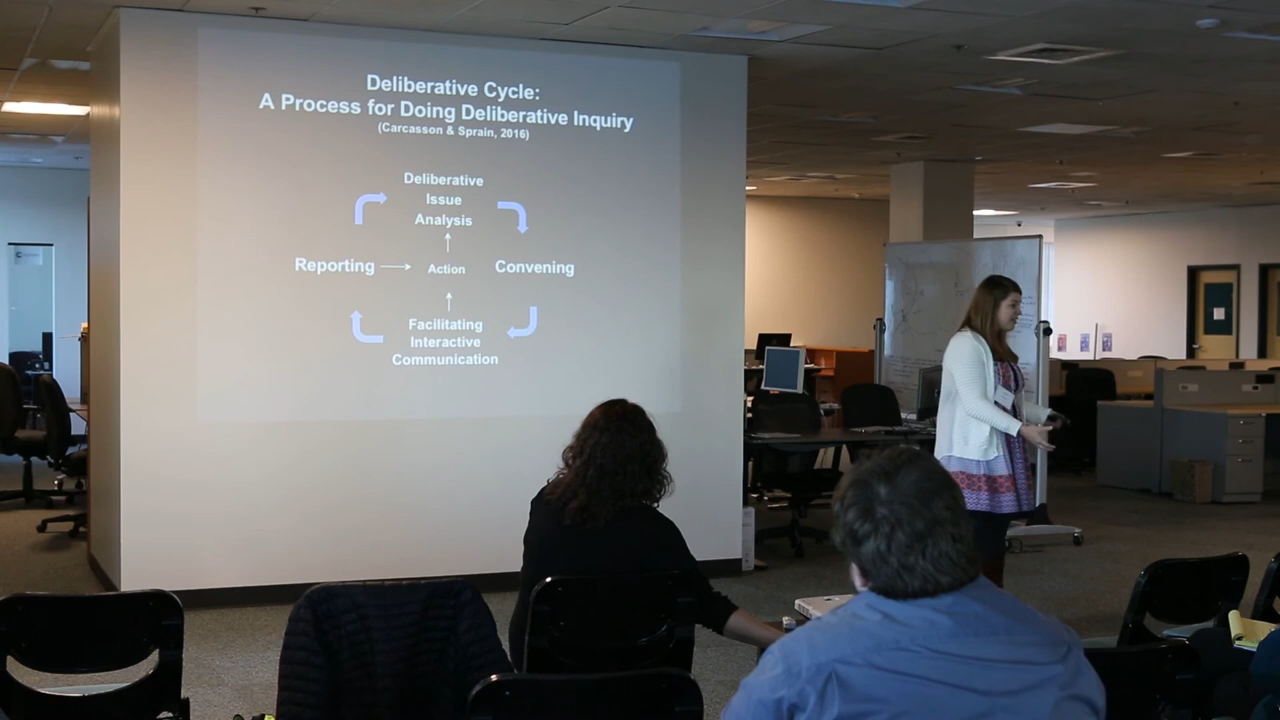 Deliberative Cycle:
A Process for Doing Deliberative Inquiry
(Carcasson & Sprain, 2016)
Deliberative
Issue
Analysis
Reporting
Action
Convening
Facilitating
Interactive
Communication